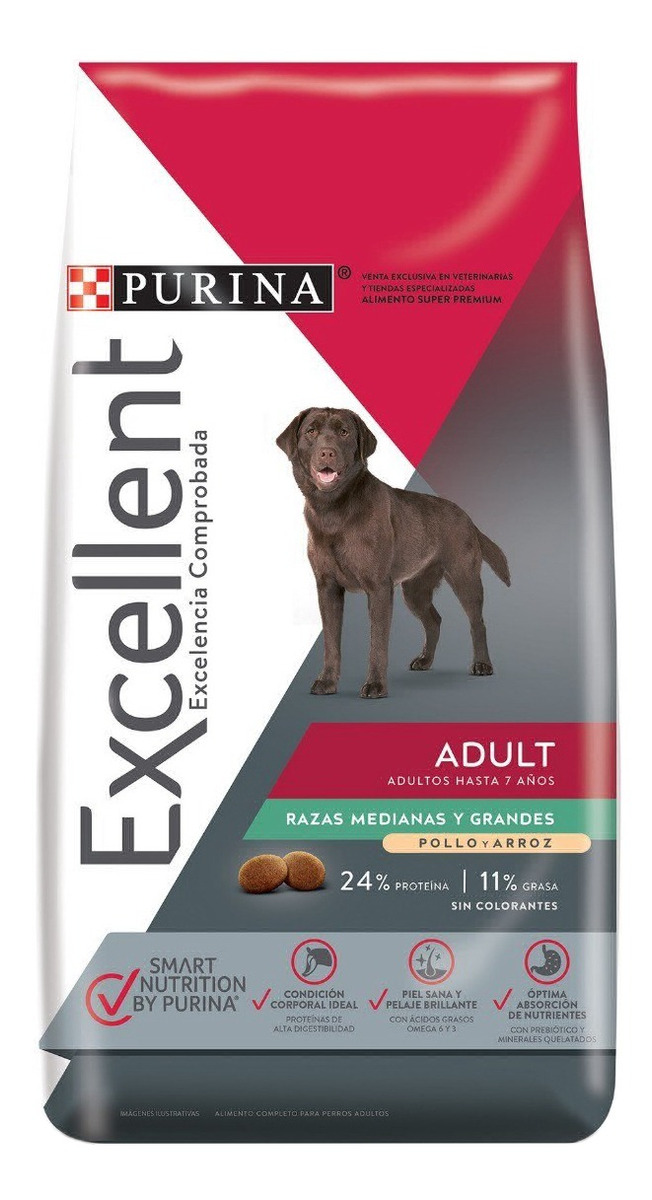 PURINA®
VENTA EXCLUSIVA EN VETERINARIAS
Y TIENDAS ESPECIALIZADAS
ALIMENTO SUPER PREMIUM
Excellent
Excelencia Comprobada
ADULT
ADULTOS HASTA 7 AÑOS
RAZAS MEDIANAS Y GRANDES
POLLO Y ARROZ
24% PROTEÍNA | 11% GRASA
SIN COLORANTES
SMART
NUTRITION
BY PURINA®
CONDICIÓN
CORPORAL IDEAL
PROTEÍNAS DE
ALTA DIGESTIBILIDAD
PIEL SANA Y
PELAJE BRILLANTE
CON ÁCIDOS GRASOS
OMEGA 6 Y 3
ÓPTIMA
ABSORCIÓN
DE NUTRIENTES
CON PREBIÓTICO Y
MINERALES QUELATADOS
IMÁGENES ILUSTRATIVAS ALIMENTO COMPLETO PARA PERROS ADULTOS